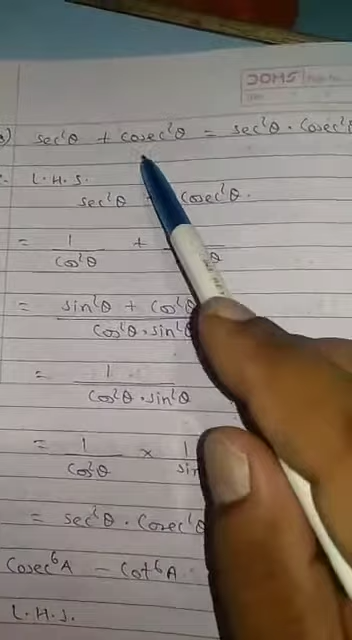 DOMS
sec²θ + cosec²θ = sec²θ · cosec²θ
L.H.S.
sec²θ cosec²θ.
= 1/cos²θ +
= sin²θ + cos²θ / cos²θ · sin²θ
= 1 / cos²θ · sin²θ
= 1/cos²θ × 1/sin
= sec²θ · cosec²θ
cosec⁶A - cot⁶A
L.H.S.